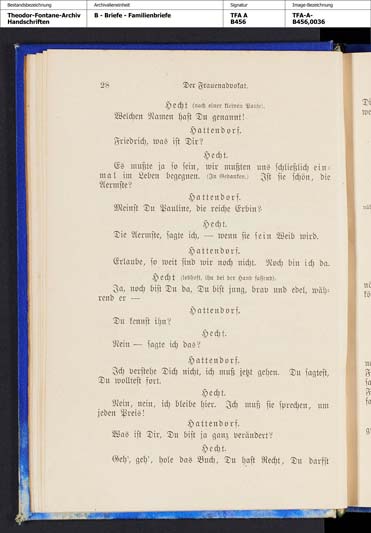 Bestandsbezeichnung
Theodor-Fontane-Archiv
Handschriften
Archivalieneinheit
B - Briefe - Familienbriefe
Signatur
TFA A
B456
Image-Bezeichnung
TFA-A-
B456,0036
28 Der Frauenadvokat.
Hecht (nach einer kleinen Pause).
Welchen Namen hast Du genannt!
Hattendorf.
Friedrich, was ist Dir?
Hecht.
Es mußte ja so sein, wir mußten uns schließlich ein-
mal im Leben begegnen. (In Gedanken.) Ist sie schön, die
Aermste?
Hattendorf.
Meinst Du Pauline, die reiche Erbin?
Hecht.
Die Aermste, sagte ich, — wenn sie sein Weib wird.
Hattendorf.
Erlaube, so weit sind wir noch nicht. Noch bin ich da.
Hecht (lebhaft, ihn bei der Hand fassend).
Ja, noch bist Du da, Du bist jung, brav und edel, wäh-
rend er —
Hattendorf.
Du kennst ihn?
Hecht.
Nein — sagte ich das?
Hattendorf.
Ich verstehe Dich nicht, ich muß jetzt gehen. Du sagtest,
Du wolltest fort.
Hecht.
Nein, nein, ich bleibe hier. Ich muß sie sprechen, um
jeden Preis!
Hattendorf.
Was ist Dir, Du bist ja ganz verändert?
Hecht.
Geh', geh', hole das Buch, Du hast Recht, Du darfst